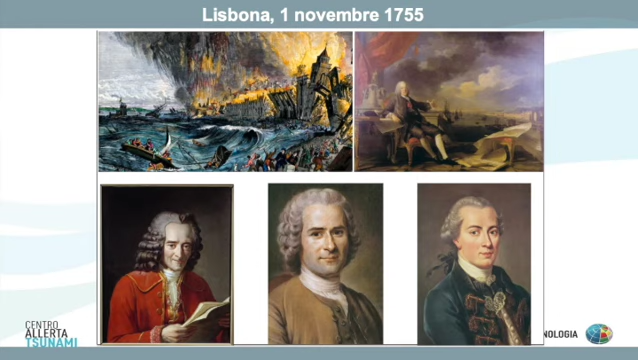 Lisbona, 1 novembre 1755
CENTRO
ALLERTA
TSUNAMI
NOLOGIA